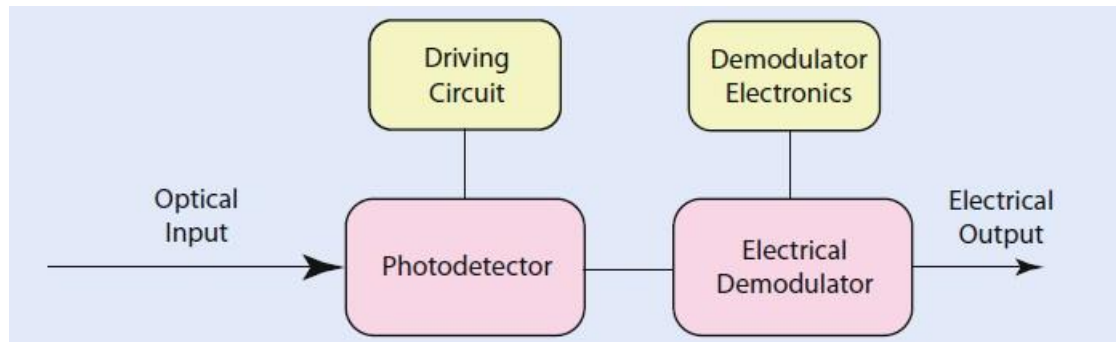 Driving
Circuit
Demodulator
Electronics
Optical
Input
Photodetector
Electrical
Demodulator
Electrical
Output